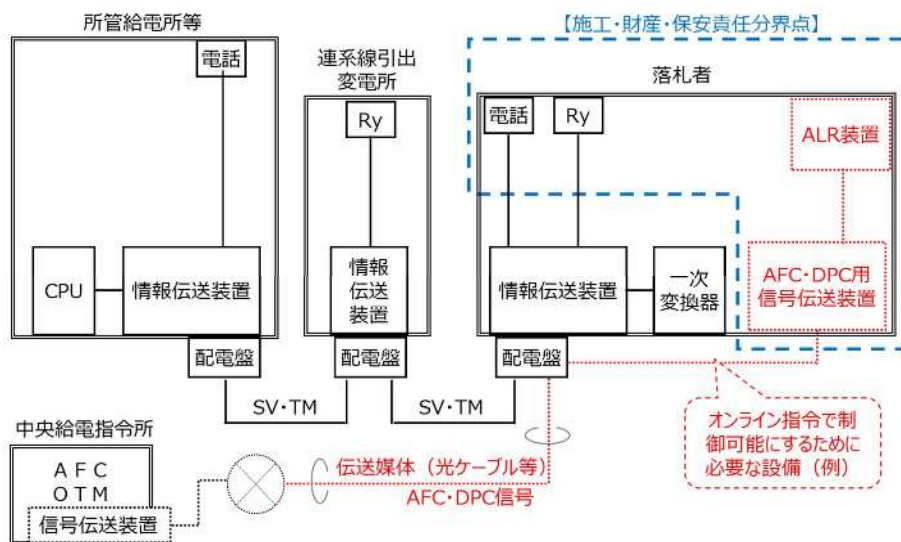 所管給電所等
電話
CPU
情報伝送装置
配電盤
連系線引出
変電所
Ry
情報
伝送
装置
配電盤
【施工・財産・保安責任分界点】
落札者
電話
Ry
ALR装置
情報伝送装置
一次
変換器
AFC・DPC用
信号伝送装置
配電盤
SV・TM
SV・TM
オンライン指令で制
御可能にするために
必要な設備（例）
中央給電指令所
ＡＦＣ
ＯＴＭ
信号伝送装置
伝送媒体（光ケーブル等）
AFC・DPC信号